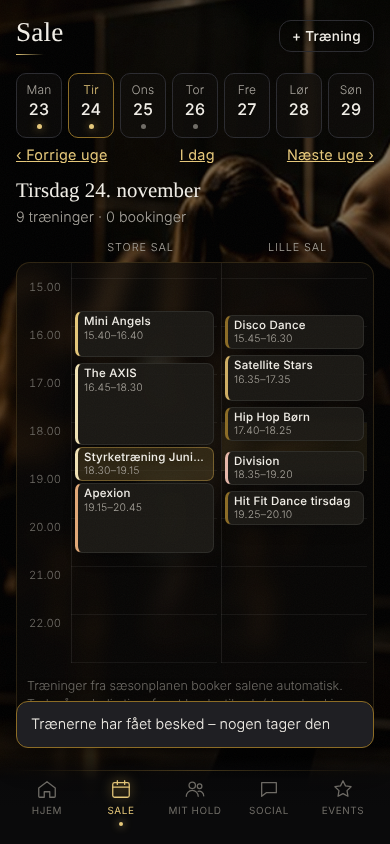 Sale
+ Træning
Man Tir Ons Tor Fre Lør Søn
23 24 25 26 27 28 29
‹ Forrige uge I dag Næste uge ›
Tirsdag 24. november
9 træninger · 0 bookinger
STORE SAL LILLE SAL
15.00
16.00
17.00
18.00
19.00
20.00
21.00
22.00
Mini Angels
15.40–16.40
The AXIS
16.45–18.30
Styrketræning Juni...
18.30–19.15
Apexion
19.15–20.45
Disco Dance
15.45–16.30
Satellite Stars
16.35–17.35
Hip Hop Børn
17.40–18.25
Division
18.35–19.20
Hit Fit Dance tirsdag
19.25–20.10
Træninger fra sæsonplanen booker salene automatisk.
Trænerne har fået besked – nogen tager den
HJEM SALE MIT HOLD SOCIAL EVENTS